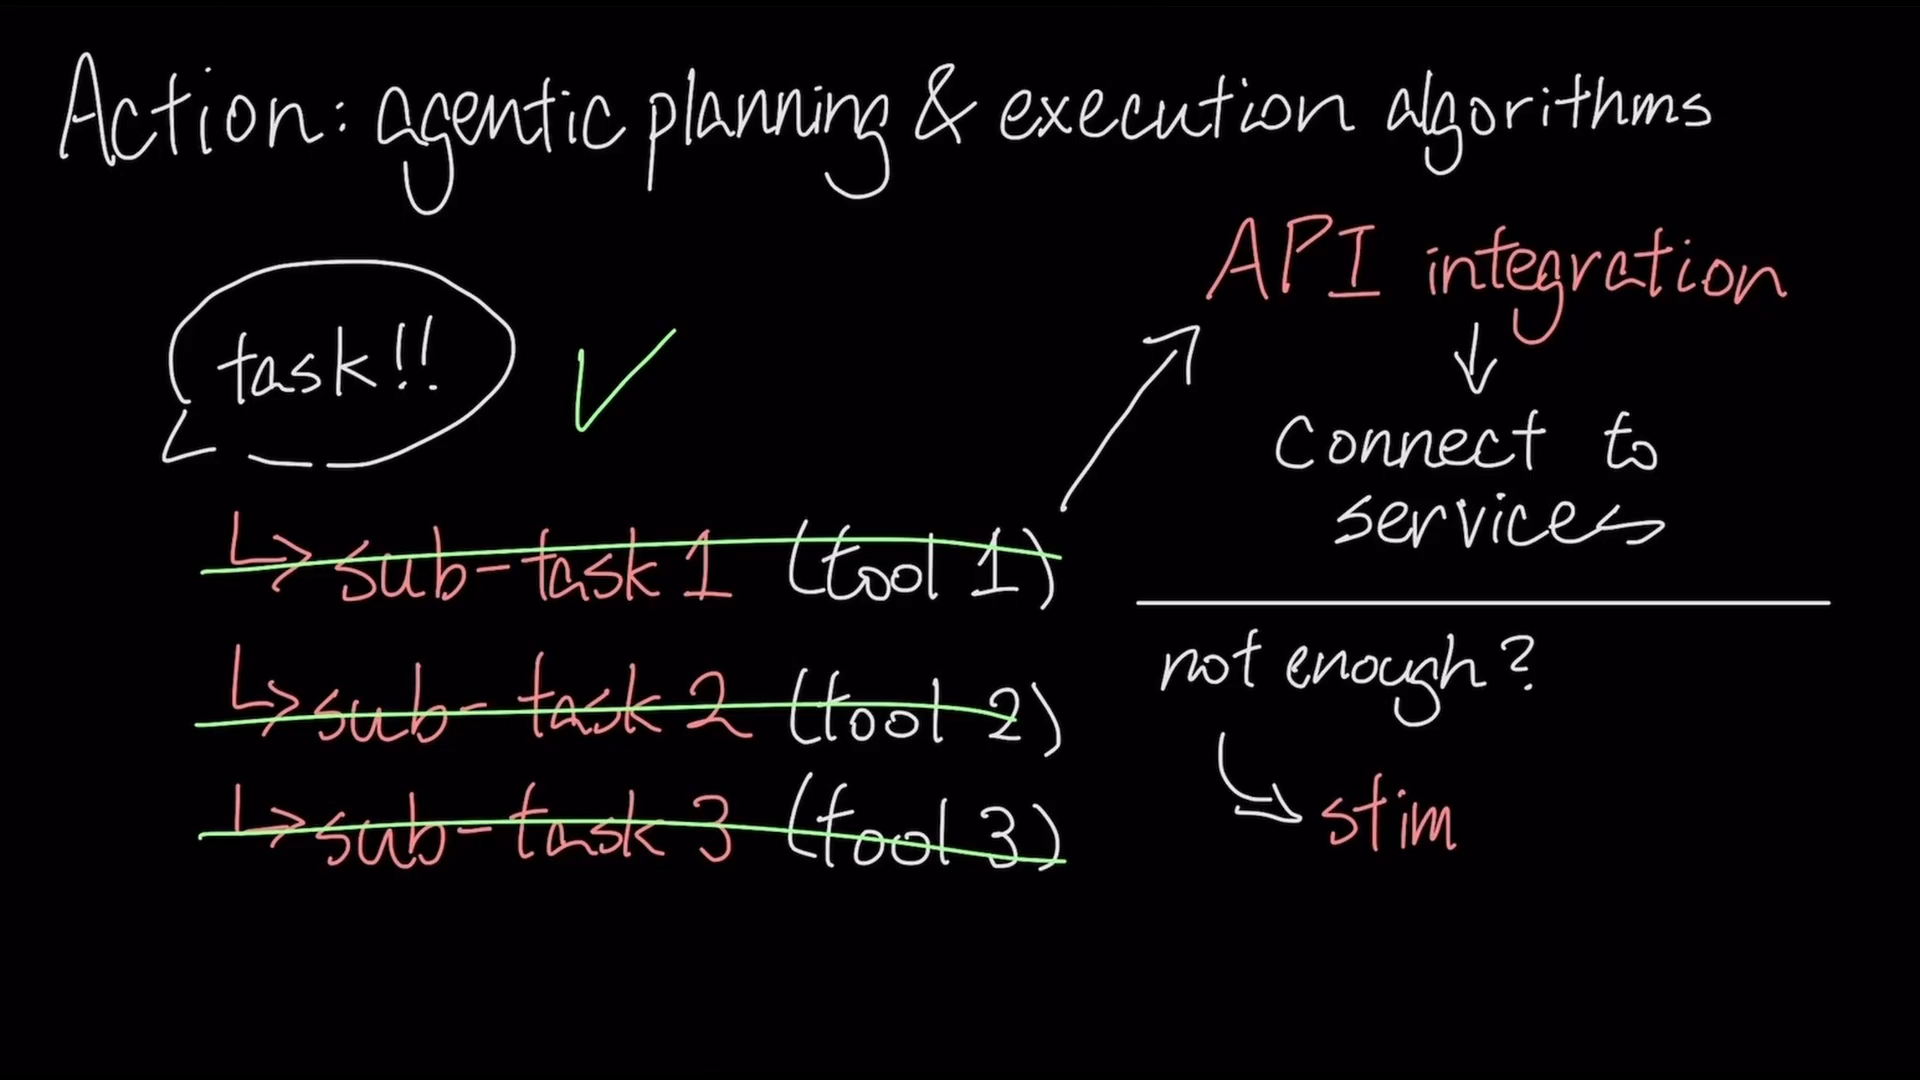 Action: agentic planning & execution algorithms
task!!
sub-task 1 (tool 1)
sub-task 2 (tool 2)
sub-task 3 (tool 3)
API integration
Connect to
services
not enough?
stim